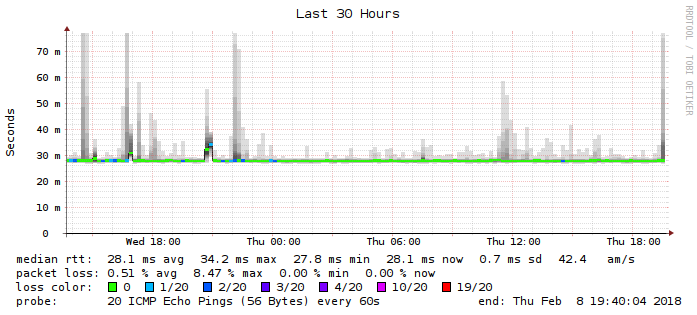 Last 30 Hours
RRDTOOL / TOBI OETIKER
Seconds
70 m
60 m
50 m
40 m
30 m
20 m
10 m
0
Wed 18:00 Thu 00:00 Thu 06:00 Thu 12:00 Thu 18:00
median rtt: 28.1 ms avg 34.2 ms max 27.8 ms min 28.1 ms now 0.7 ms sd 42.4 am/s
packet loss: 0.51 % avg 8.47 % max 0.00 % min 0.00 % now
loss color: 0 1/20 2/20 3/20 4/20 10/20 19/20
probe: 20 ICMP Echo Pings (56 Bytes) every 60s end: Thu Feb 8 19:40:04 2018